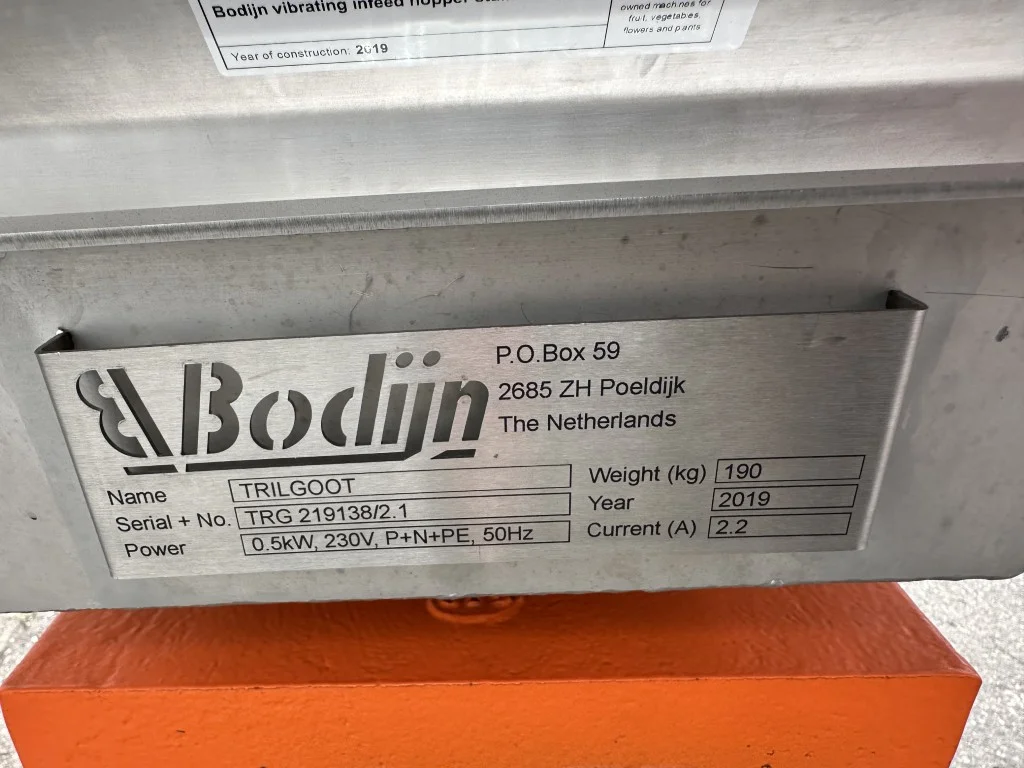 Bodijn vibrating infeed hopper
owned machines for
fruit, vegetables,
flowers and plants
Year of construction: 2019
Bodijn
P.O.Box 59
2685 ZH Poeldijk
The Netherlands
Name TRILGOOT
Serial + No. TRG 219138/2.1
Power 0.5kW, 230V, P+N+PE, 50Hz
Weight (kg) 190
Year 2019
Current (A) 2.2